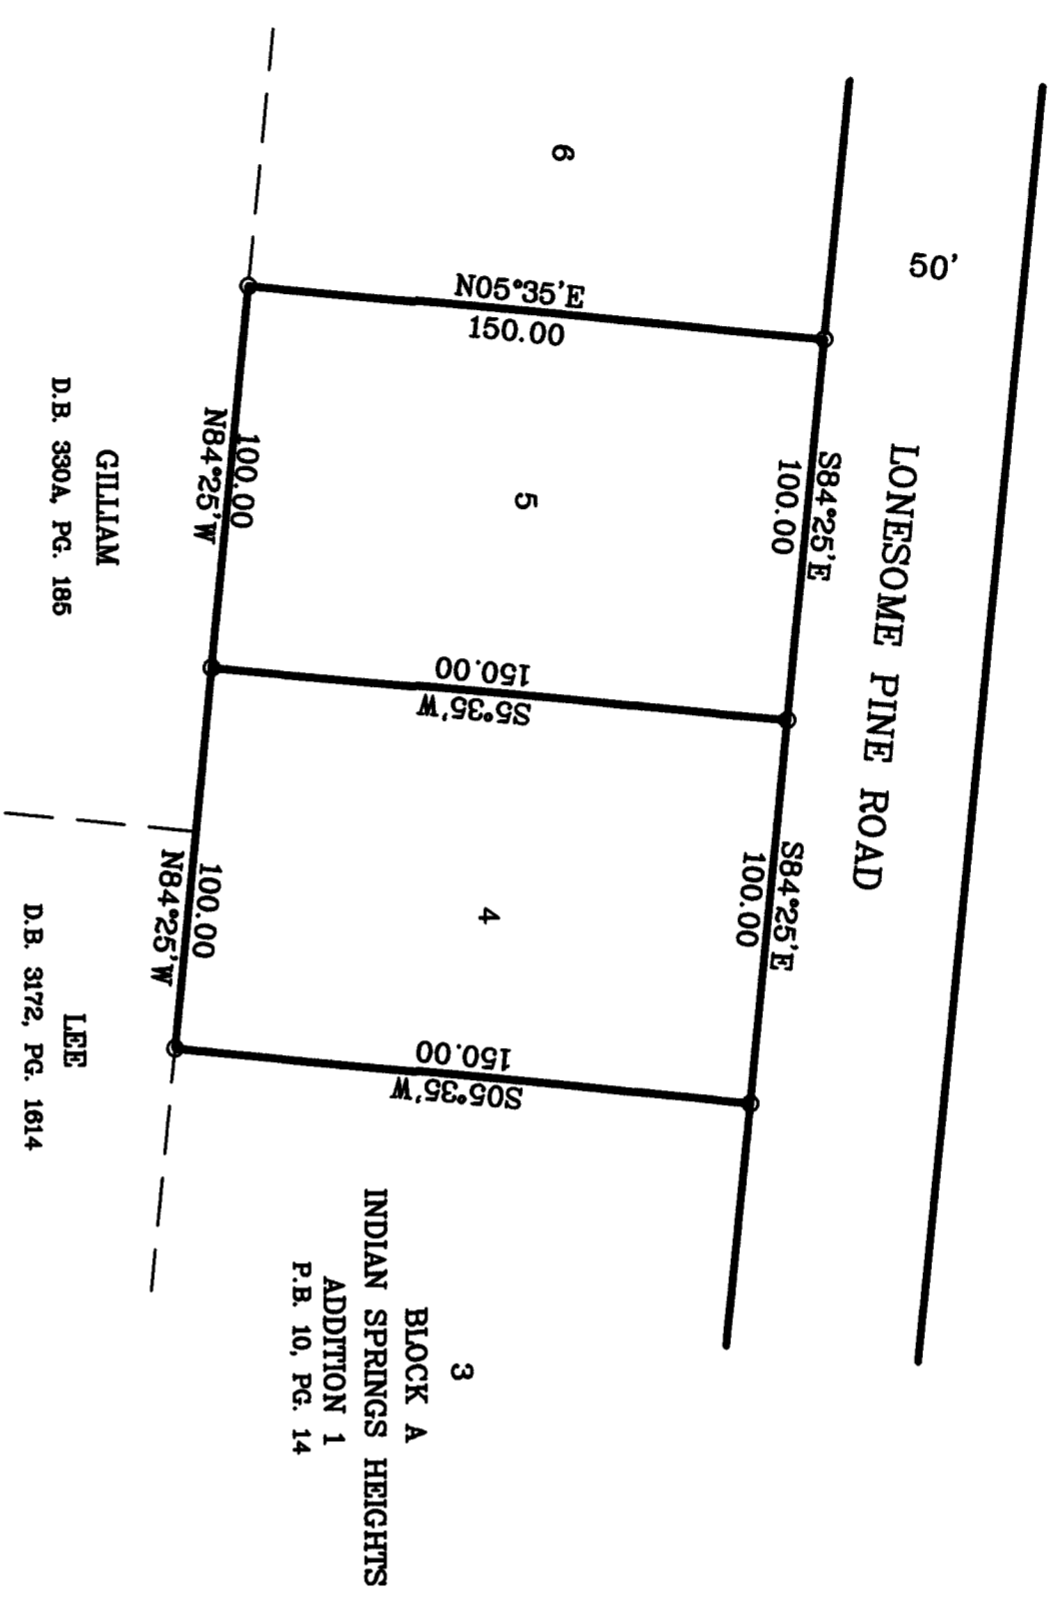 50'
LONESOME PINE ROAD
6
N05°35'E
150.00
S84°25'E
100.00
5
100.00
N84°25'W
150.00
S5°35'W
S84°25'E
100.00
4
100.00
N84°25'W
150.00
S05°35'W
GILLIAM
D.B. 330A, PG. 185
LEE
D.B. 3172, PG. 1614
3
BLOCK A
INDIAN SPRINGS HEIGHTS
ADDITION 1
P.B. 10, PG. 14